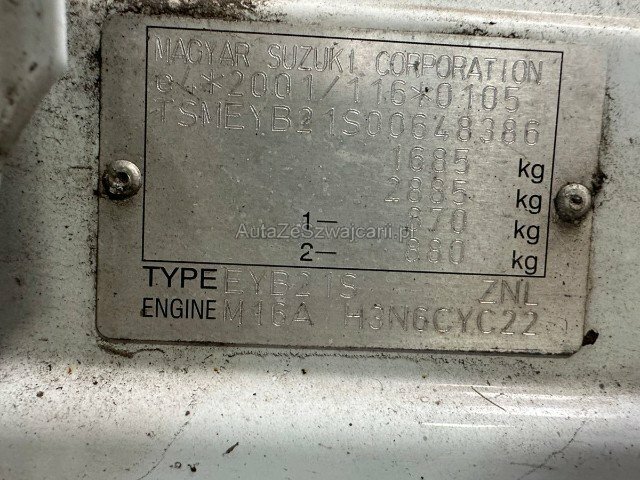 MAGYAR SUZUKI CORPORATION
e4*2001/116*0105
TSMEYB21S00648386
1685 kg
2885 kg
1- 870 kg
2- 880 kg
AutaZeSzwajcarii.pl
TYPE EYB21S ZNL
ENGINE M16A H3N6CYC22